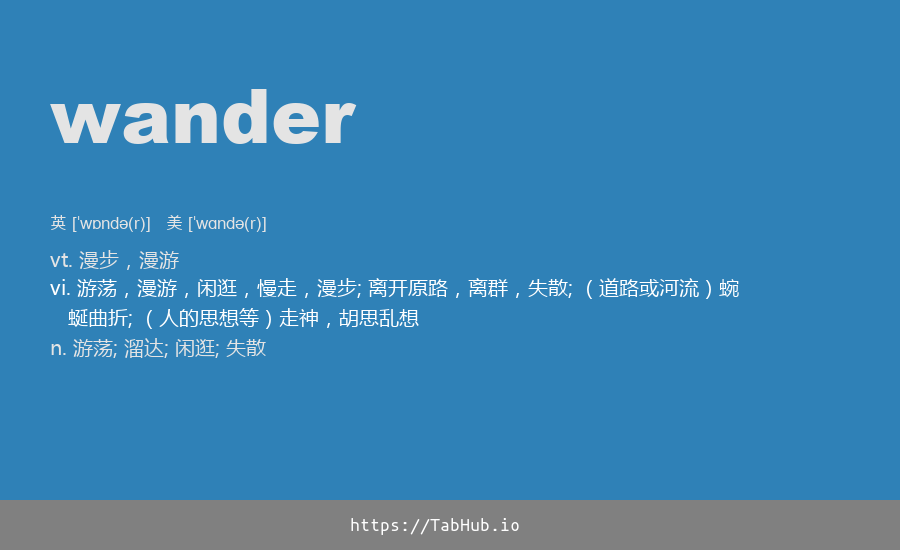 wander
英 [ˈwɒndə(r)] 美 [ˈwɑndə(r)]
vt. 漫步，漫游
vi. 游荡，漫游，闲逛，慢走，漫步; 离开原路，离群，失散; （道路或河流）蜿
蜒曲折; （人的思想等）走神，胡思乱想
n. 游荡; 溜达; 闲逛; 失散
https://TabHub.io